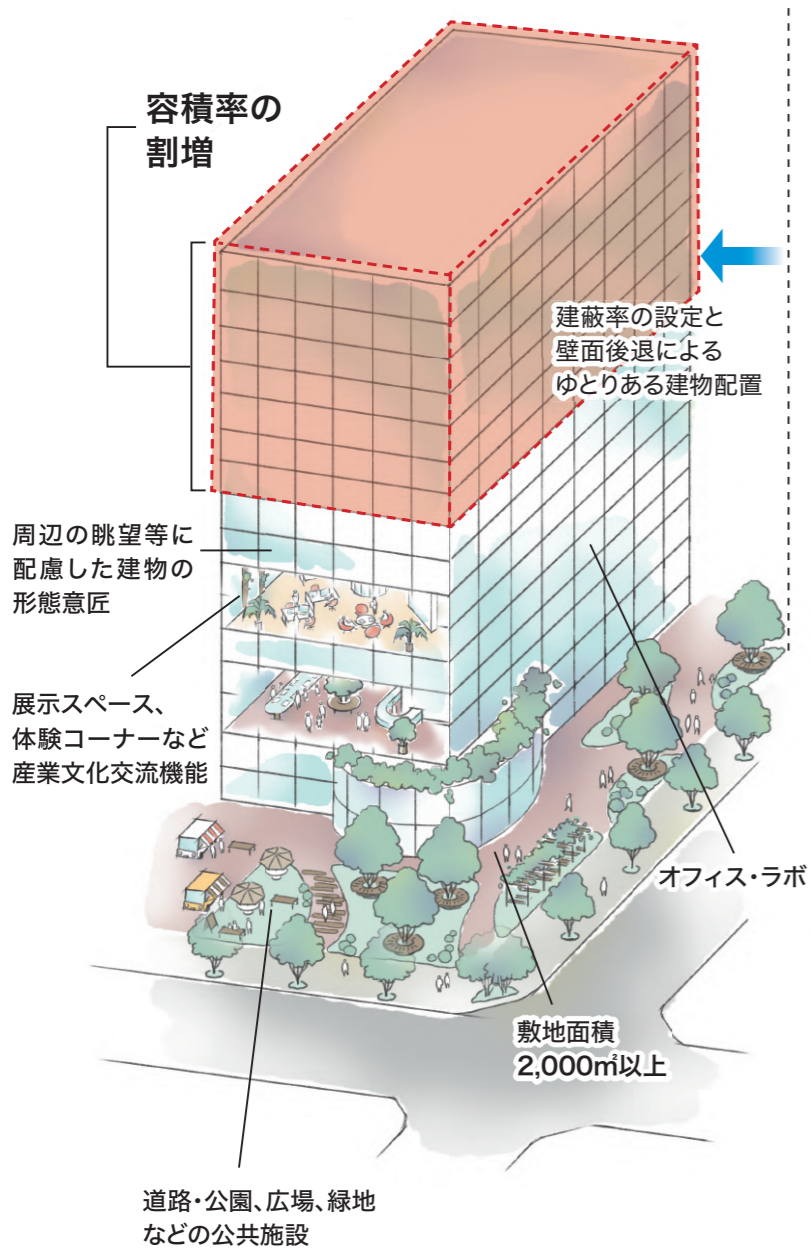 容積率の
割増
建蔽率の設定と
壁面後退による
ゆとりある建物配置
周辺の眺望等に
配慮した建物の
形態意匠
展示スペース、
体験コーナーなど
産業文化交流機能
オフィス・ラボ
敷地面積
2,000㎡以上
道路・公園、広場、緑地
などの公共施設